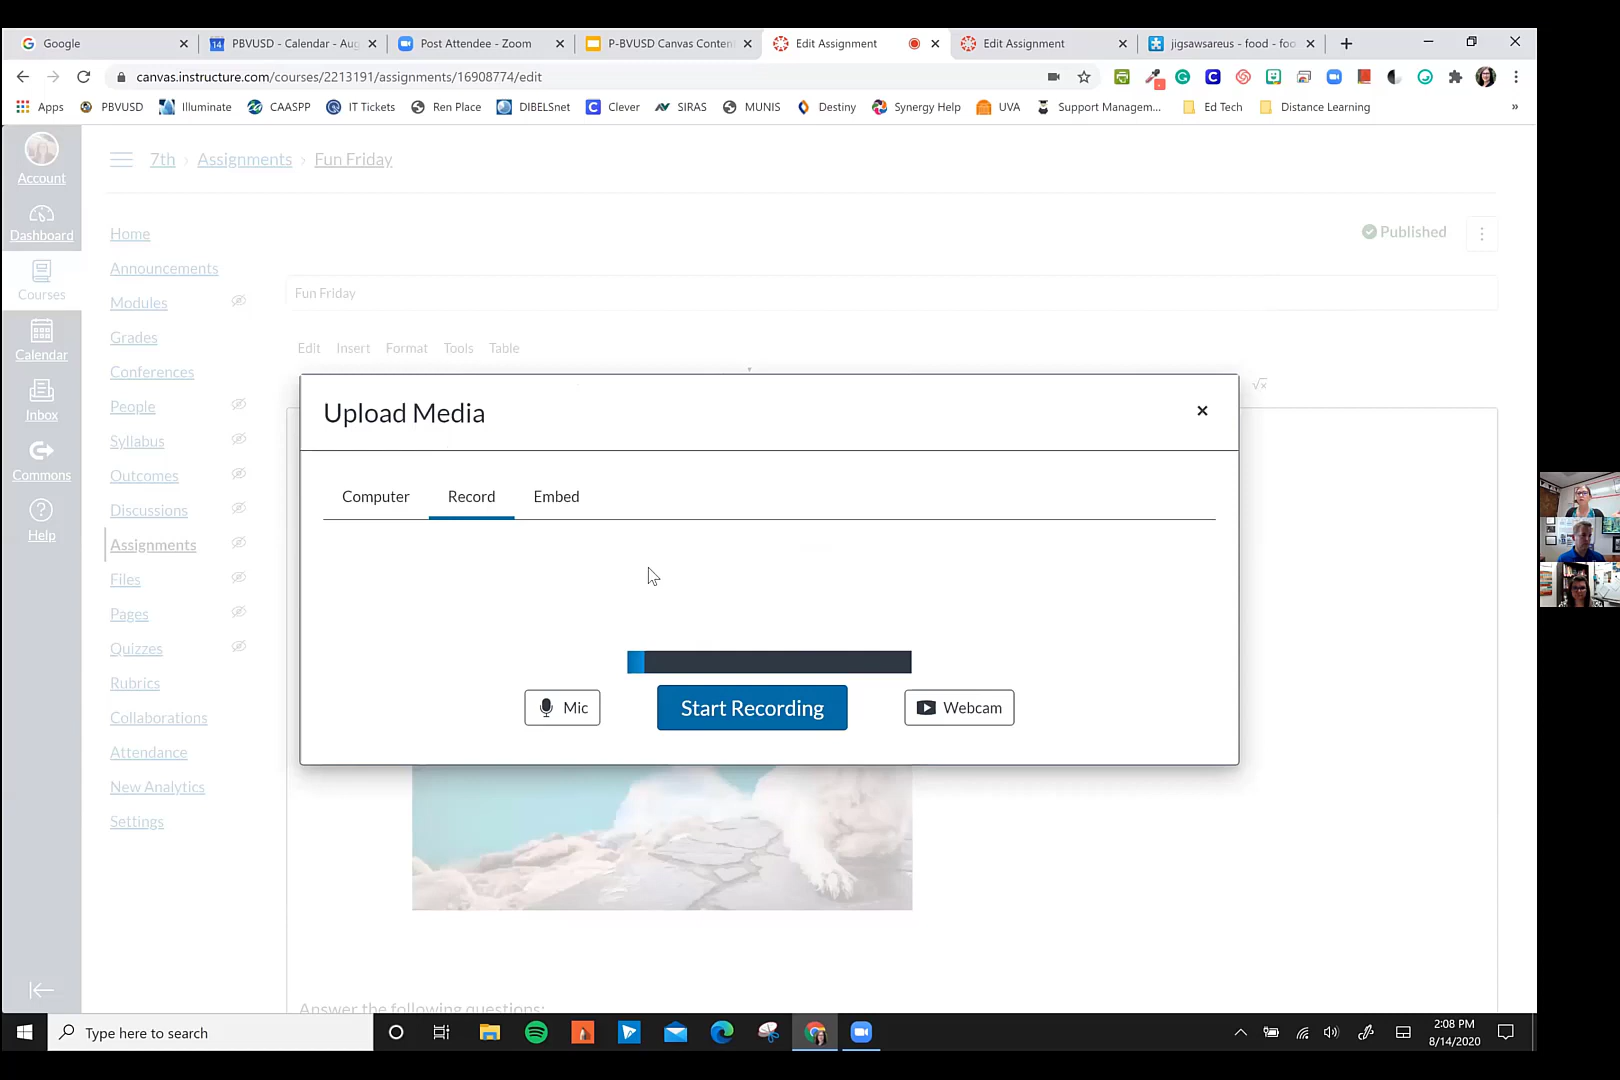 Google
14
PBVUSD - Calendar - Aug
Post Attendee - Zoom
P-BVUSD Canvas Conten
Edit Assignment
Edit Assignment
jigsawsareus - food - foo
canvas.instructure.com/courses/2213191/assignments/16908774/edit
Apps
PBVUSD
Illuminate
CAASPP
IT Tickets
Ren Place
DIBELSnet
Clever
SIRAS
MUNIS
Destiny
Synergy Help
UVA
Support Managem...
Ed Tech
Distance Learning
»
Account
Dashboard
Courses
Calendar
Inbox
Commons
Help
7th › Assignments › Fun Friday
Home
Announcements
Modules
Grades
Conferences
People
Syllabus
Outcomes
Discussions
Assignments
Files
Pages
Quizzes
Rubrics
Collaborations
Attendance
New Analytics
Settings
Published
Fun Friday
Edit Insert Format Tools Table
√x
Upload Media
Computer Record Embed
Mic
Start Recording
Webcam
Answer the following questions:
Type here to search
2:08 PM
8/14/2020